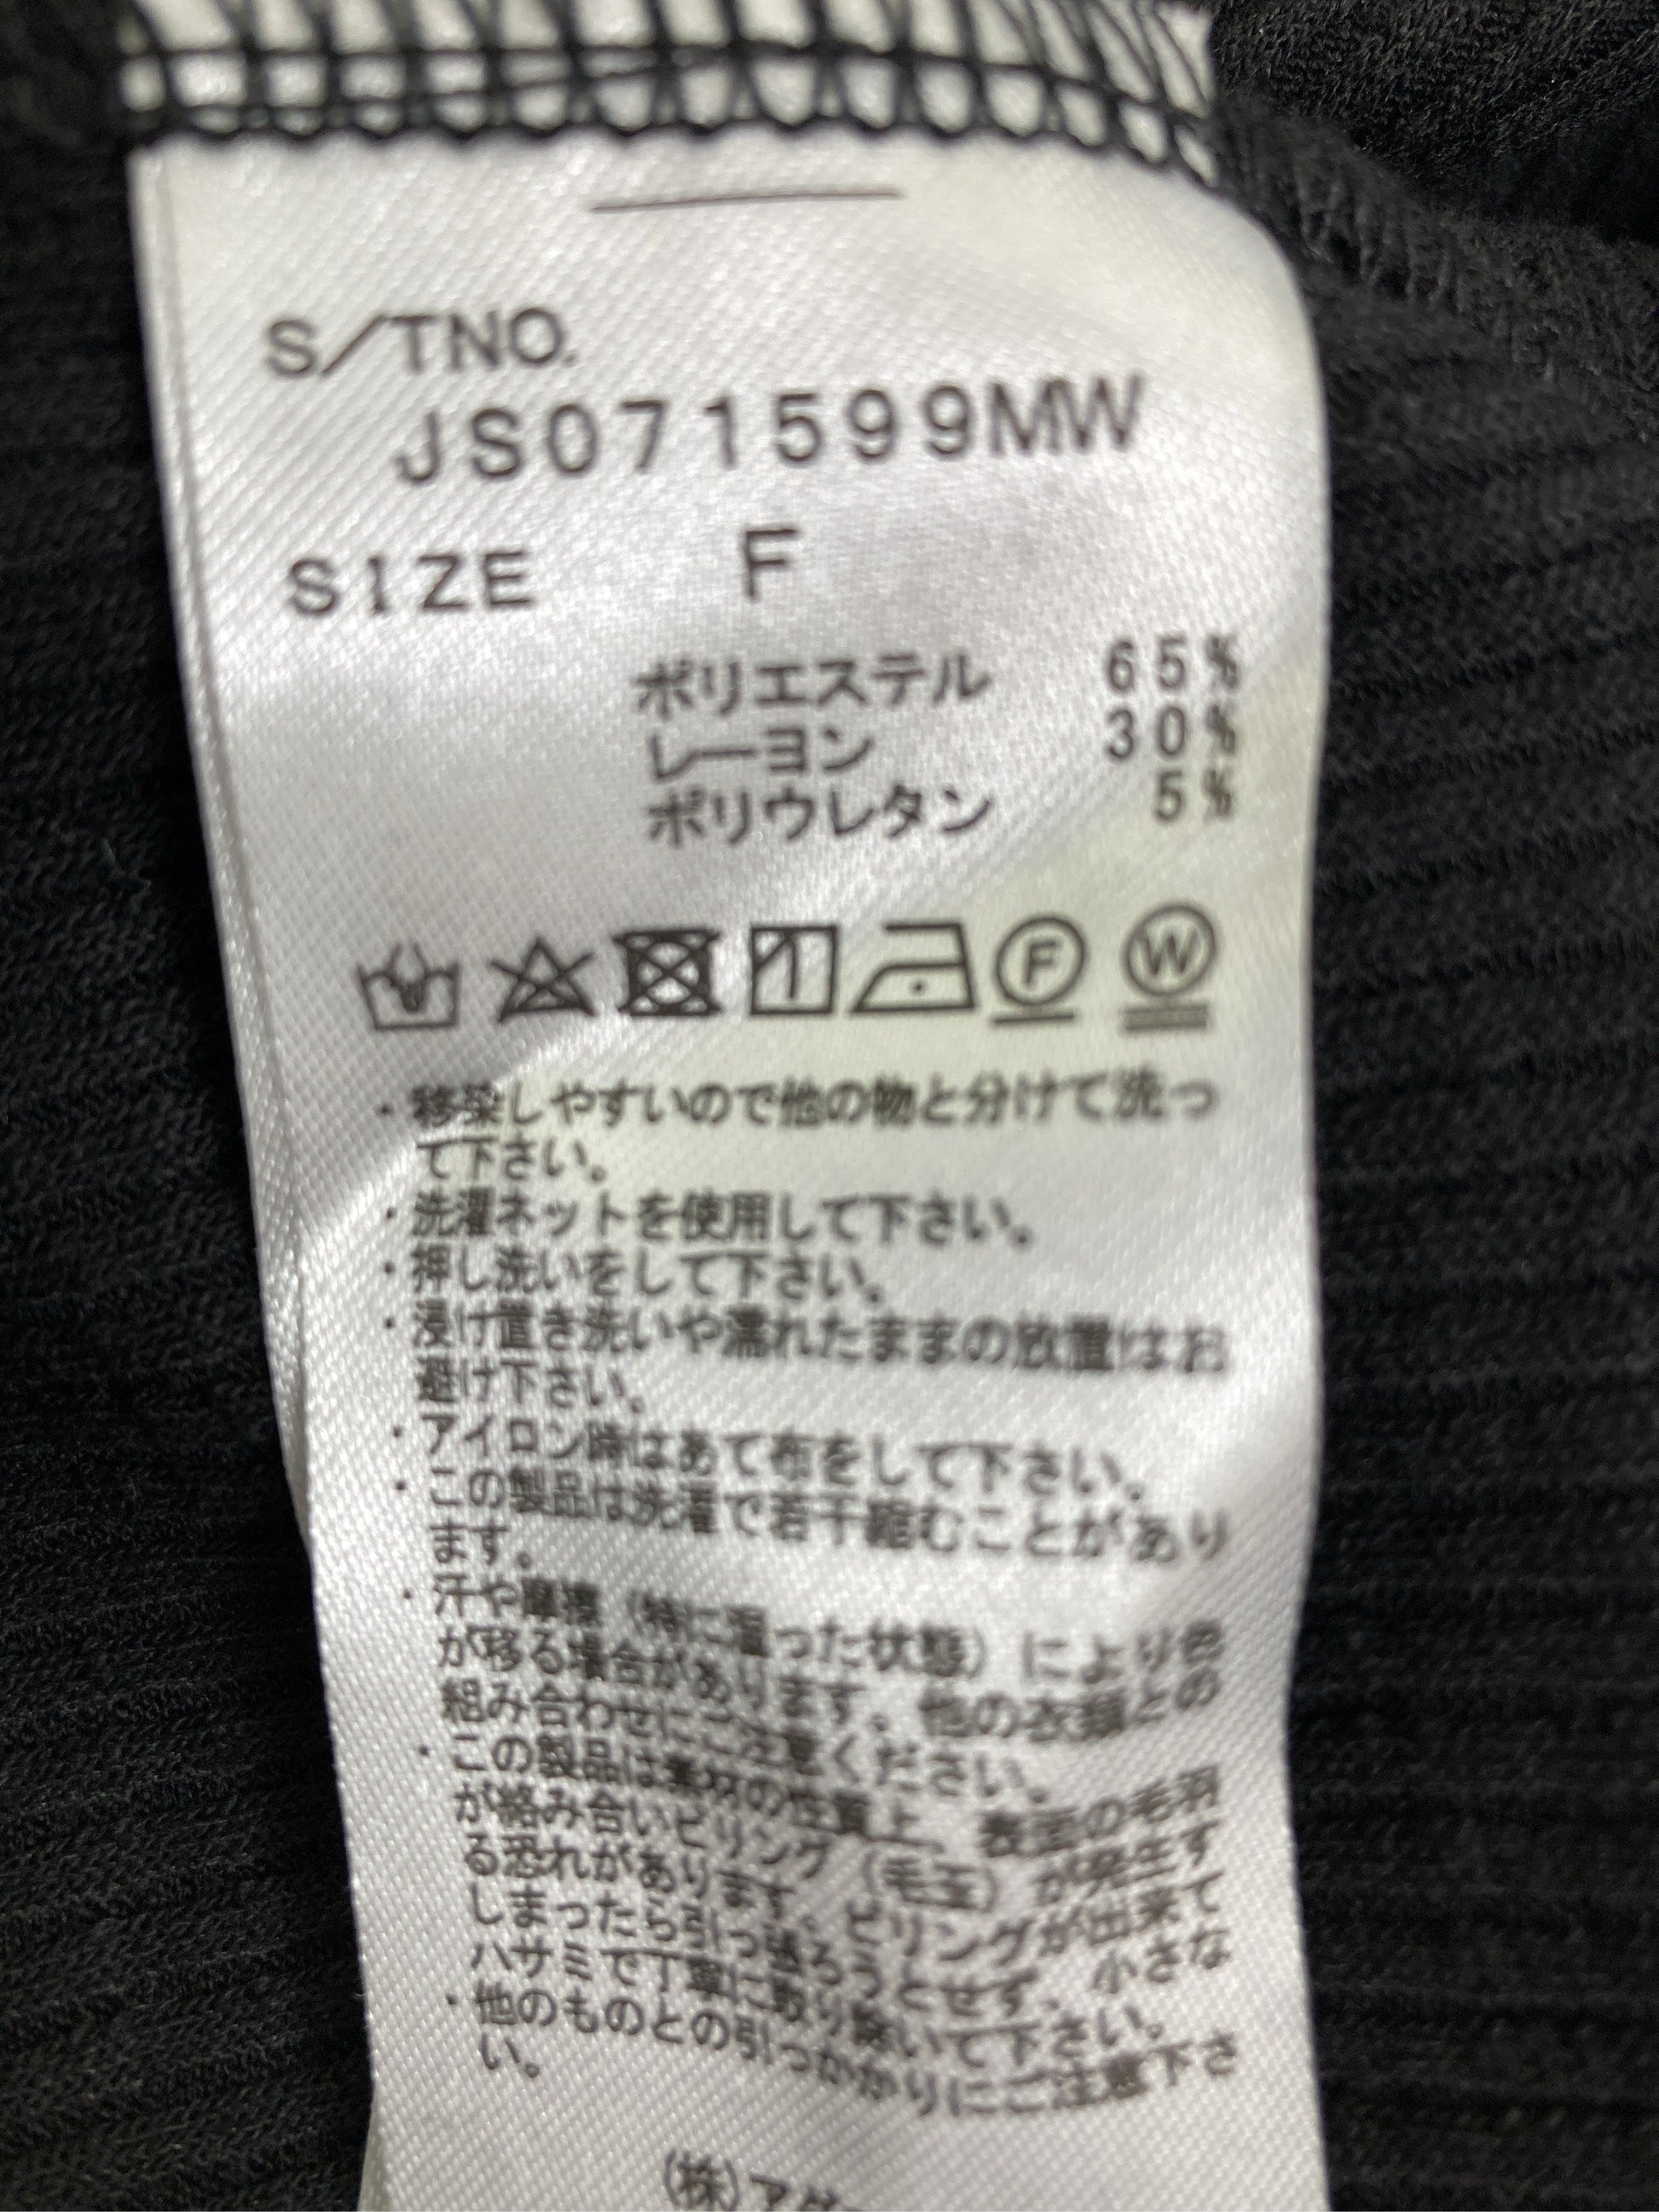 S/TNO.
JS071599MW
SIZE F
ポリエステル 65%
レーヨン 30%
ポリウレタン 5%
F W
・移染しやすいので他の物と分けて洗っ
て下さい。
・洗濯ネットを使用して下さい。
・押し洗いをして下さい。
・浸け置き洗いや濡れたままの放置はお
避け下さい。
・アイロン時はあて布をして下さい。
・この製品は洗濯で若干縮むことがあり
ます。
・汗や摩擦（特に湿った状態）により色
が移る場合があります。他の衣類との
組み合わせにご注意ください。
・この製品は素材の性質上、表面の毛羽
が絡み合いピリング（毛玉）が発生す
る恐れがあります。ピリングが出来て
しまったら引っ張ろうとせず、小さな
ハサミで丁寧に取り除いて下さい。
・他のものとの引っかかりにご注意下さ
い。
(株)アダ